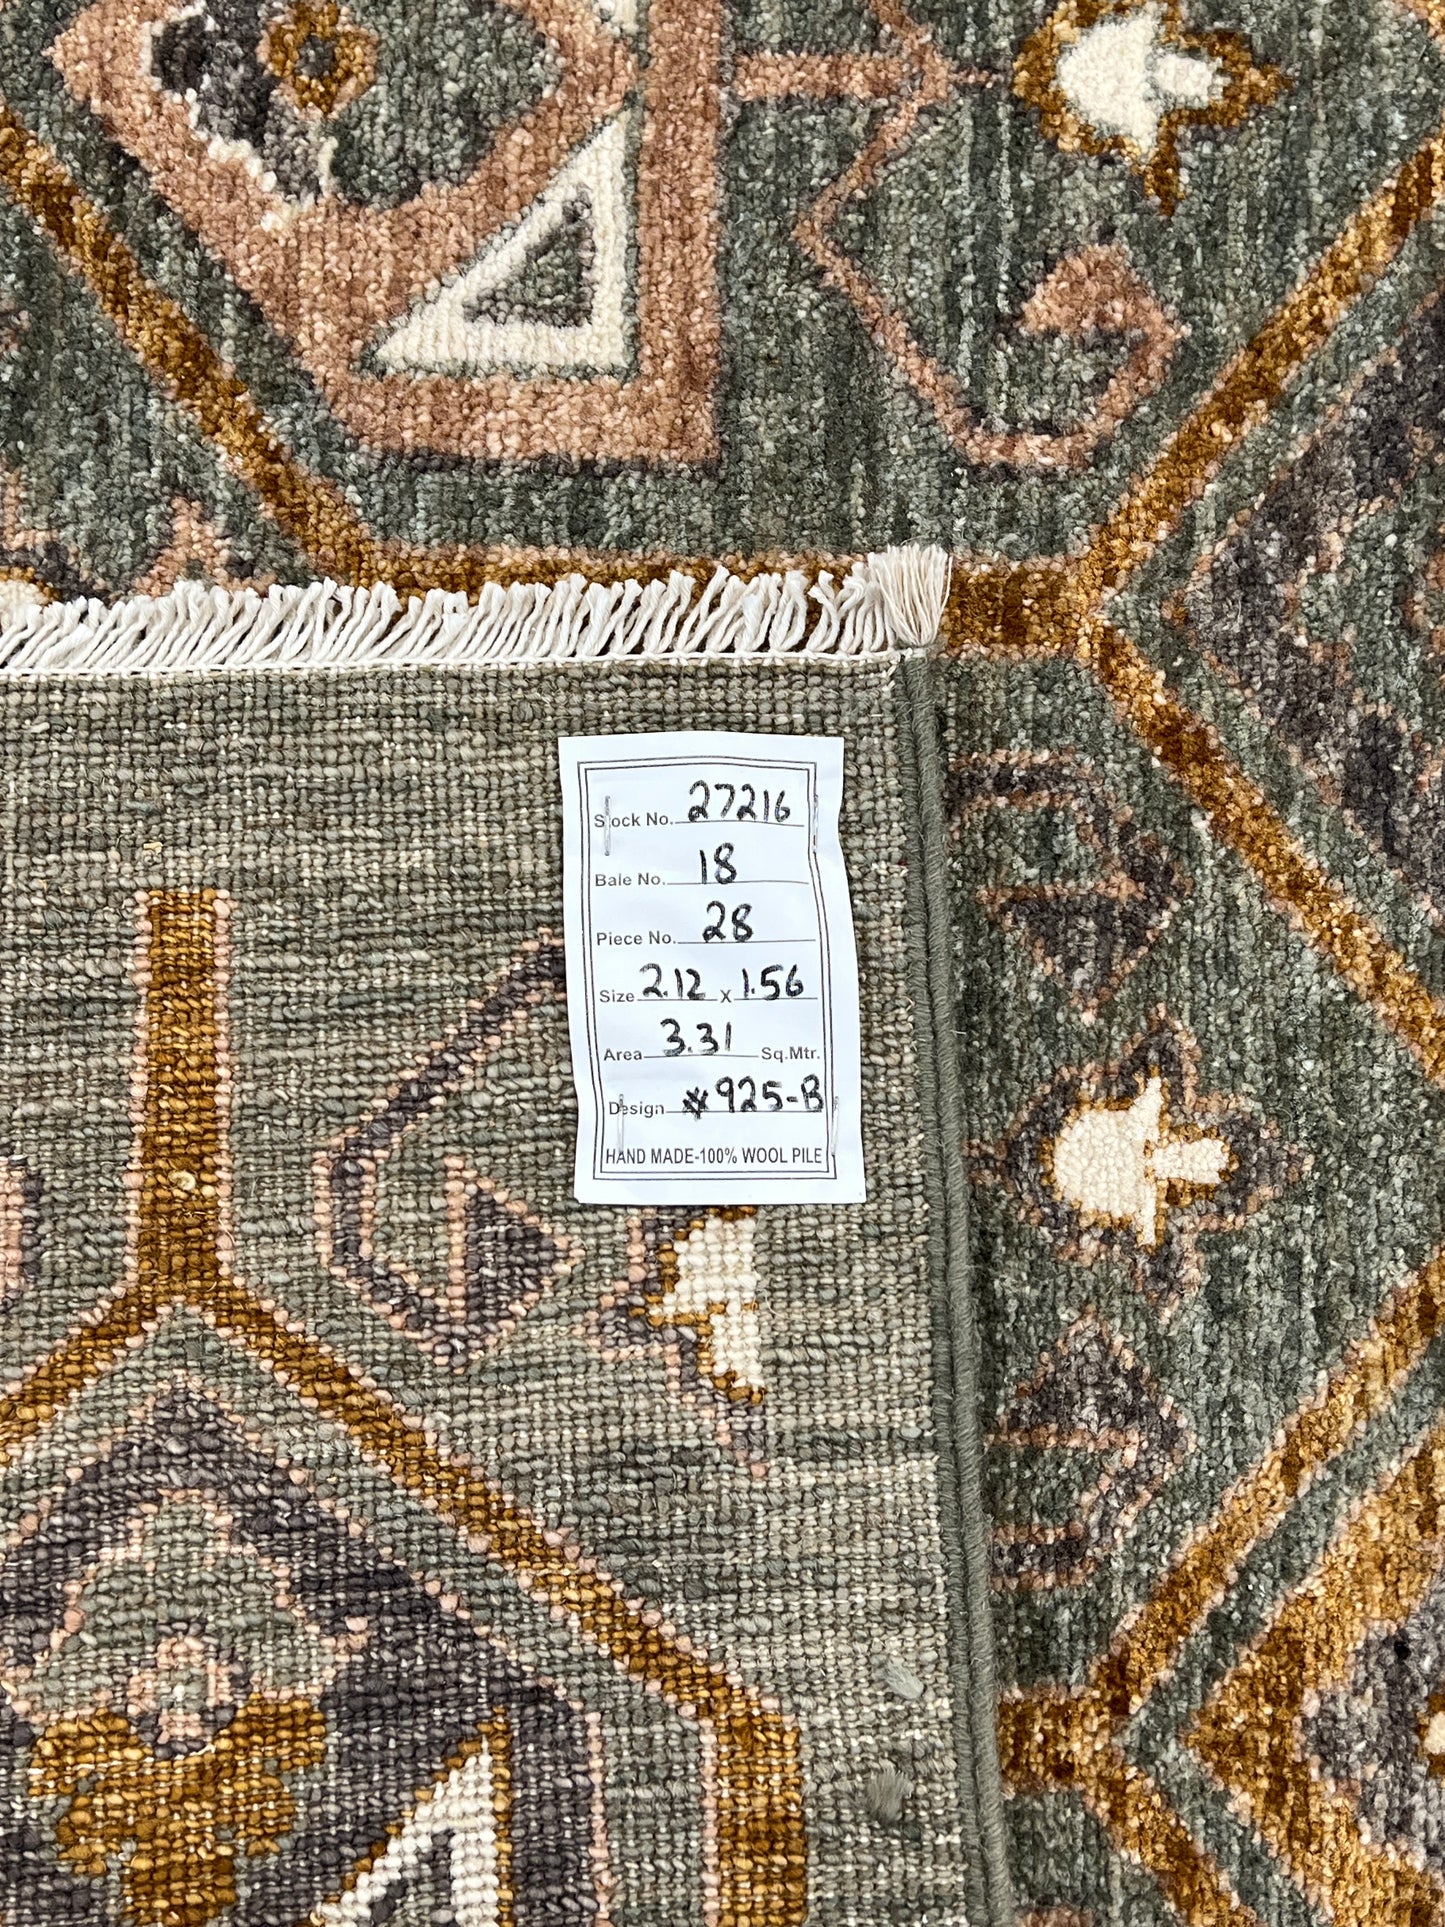 Stock No. 27216
Bale No. 18
Piece No. 28
Size 2.12 x 1.56
Area 3.31 Sq.Mtr.
Design #925-B
HAND MADE-100% WOOL PILE